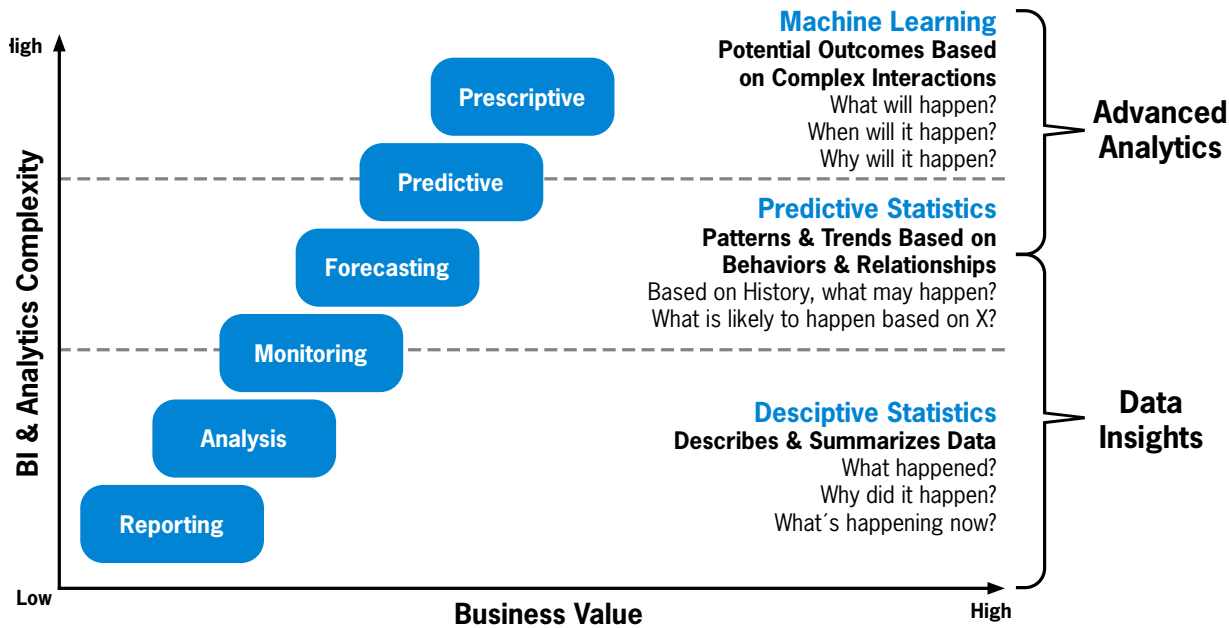 Machine Learning
Potential Outcomes Based
on Complex Interactions
What will happen?
When will it happen?
Why will it happen?
Advanced
Analytics
Predictive Statistics
Patterns & Trends Based on
Behaviors & Relationships
Based on History, what may happen?
What is likely to happen based on X?
Desciptive Statistics
Describes & Summarizes Data
What happened?
Why did it happen?
What´s happening now?
Data
Insights
High
BI & Analytics Complexity
Low
Prescriptive
Predictive
Forecasting
Monitoring
Analysis
Reporting
Business Value
High